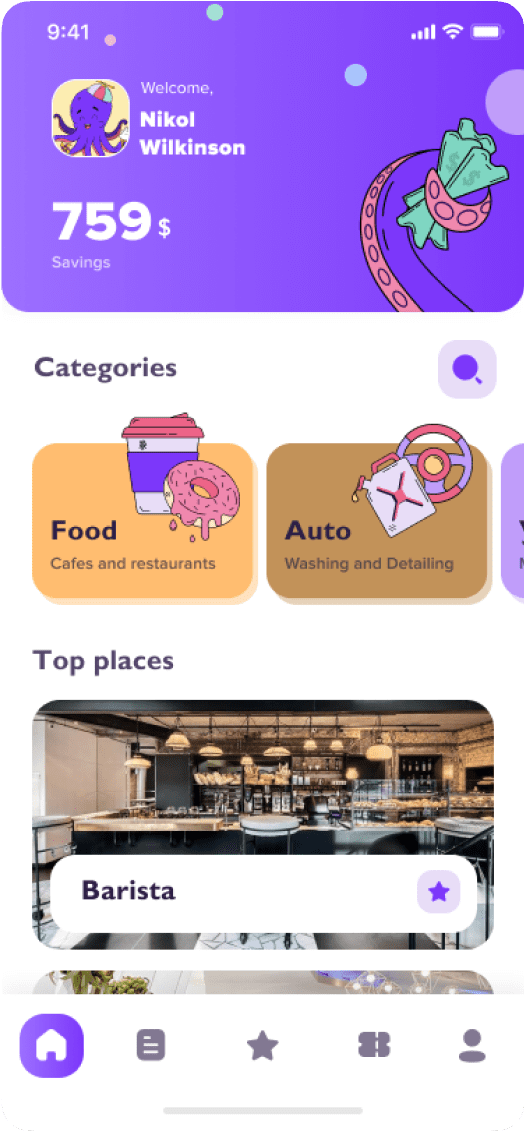 9:41
Welcome,
Nikol
Wilkinson
759 $
Savings
Categories
Food
Cafes and restaurants
Auto
Washing and Detailing
Top places
Barista